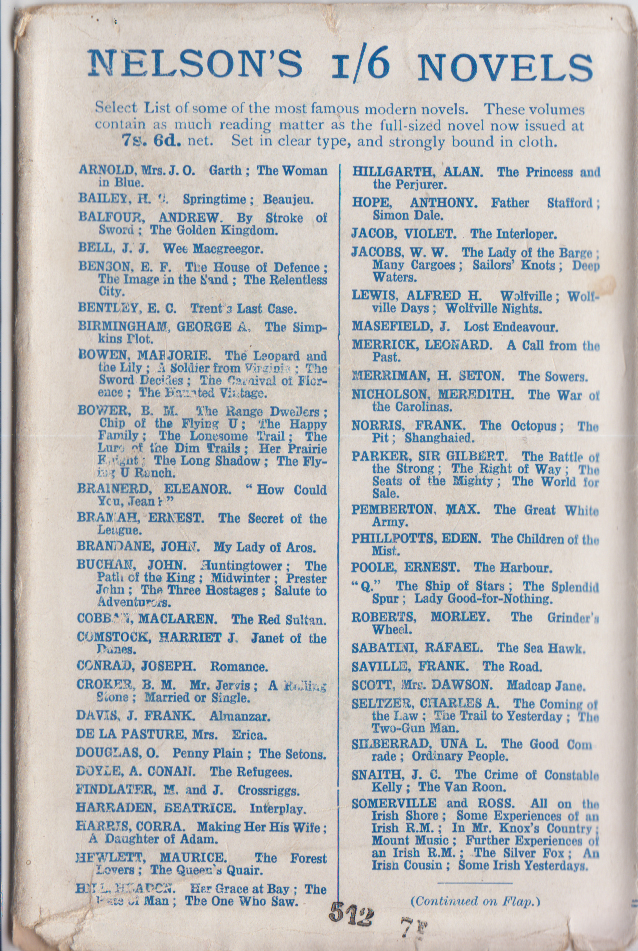 NELSON'S 1/6 NOVELS
Select List of some of the most famous modern novels. These volumes
contain as much reading matter as the full-sized novel now issued at
7s. 6d. net. Set in clear type, and strongly bound in cloth.
ARNOLD, Mrs. J. O. Garth; The Woman
in Blue.
BAILEY, H. Springtime; Beaujeu.
BALFOUR, ANDREW. By Stroke of
Sword; The Golden Kingdom.
BELL, J. J. Wee Macgreegor.
BENSON, E. F. The House of Defence;
The Image in the Sand; The Relentless
City.
BENTLEY, E. C. Trent's Last Case.
BIRMINGHAM, GEORGE A. The Simp-
kins Plot.
BOWEN, MARJORIE. The Leopard and
the Lily; A Soldier from Virginia; The
Sword Decides; The Carnival of Flor-
ence; The Haunted Vintage.
BOWER, B. M. The Range Dwellers;
Chip of the Flying U; The Happy
Family; The Lonesome Trail; The
Lure of the Dim Trails; Her Prairie
Knight; The Long Shadow; The Fly-
ing U Ranch.
BRAINERD, ELEANOR. "How Could
You, Jean?"
BRAMAH, ERNEST. The Secret of the
League.
BRANDANE, JOHN. My Lady of Aros.
BUCHAN, JOHN. Huntingtower; The
Path of the King; Midwinter; Prester
John; The Three Hostages; Salute to
Adventurers.
COBBAN, MACLAREN. The Red Sultan.
COMSTOCK, HARRIET J. Janet of the
Dunes.
CONRAD, JOSEPH. Romance.
CROKER, B. M. Mr. Jervis; A Rolling
Stone; Married or Single.
DAVIS, J. FRANK. Almanzar.
DE LA PASTURE, Mrs. Erica.
DOUGLAS, O. Penny Plain; The Setons.
DOYLE, A. CONAN. The Refugees.
FINDLATER, M. and J. Crossriggs.
HARRADEN, BEATRICE. Interplay.
HARRIS, CORRA. Making Her His Wife;
A Daughter of Adam.
HEWLETT, MAURICE. The Forest
Lovers; The Queen's Quair.
HILL, HEADON. Her Grace at Bay; The
of Man; The One Who Saw.
HILLGARTH, ALAN. The Princess and
the Perjurer.
HOPE, ANTHONY. Father Stafford;
Simon Dale.
JACOB, VIOLET. The Interloper.
JACOBS, W. W. The Lady of the Barge;
Many Cargoes; Sailors' Knots; Deep
Waters.
LEWIS, ALFRED H. Wolfville; Wolf-
ville Days; Wolfville Nights.
MASEFIELD, J. Lost Endeavour.
MERRICK, LEONARD. A Call from the
Past.
MERRIMAN, H. SETON. The Sowers.
NICHOLSON, MEREDITH. The War of
the Carolinas.
NORRIS, FRANK. The Octopus; The
Pit; Shanghaied.
PARKER, SIR GILBERT. The Battle of
the Strong; The Right of Way; The
Seats of the Mighty; The World for
Sale.
PEMBERTON, MAX. The Great White
Army.
PHILLPOTTS, EDEN. The Children of the
Mist.
POOLE, ERNEST. The Harbour.
"Q." The Ship of Stars; The Splendid
Spur; Lady Good-for-Nothing.
ROBERTS, MORLEY. The Grinder's
Wheel.
SABATINI, RAFAEL. The Sea Hawk.
SAVILLE, FRANK. The Road.
SCOTT, Mrs. DAWSON. Madcap Jane.
SELTZER, CHARLES A. The Coming of
the Law; The Trail to Yesterday; The
Two-Gun Man.
SILBERRAD, UNA L. The Good Com
rade; Ordinary People.
SNAITH, J. C. The Crime of Constable
Kelly; The Van Roon.
SOMERVILLE and ROSS. All on the
Irish Shore; Some Experiences of an
Irish R.M.; In Mr. Knox's Country;
Mount Music; Further Experiences of
an Irish R.M.; The Silver Fox; An
Irish Cousin; Some Irish Yesterdays.
(Continued on Flap.)
512